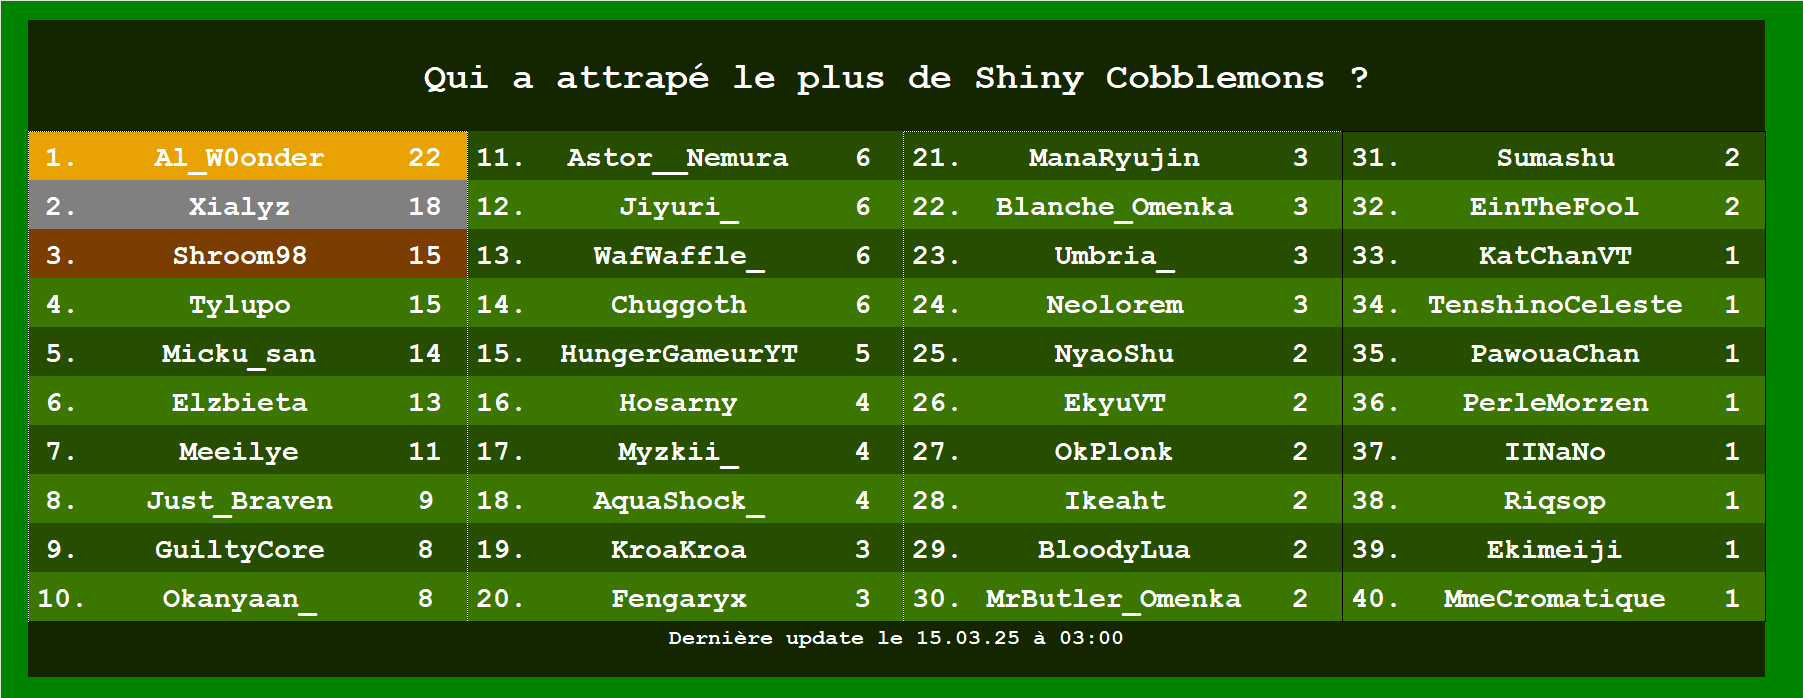 Qui a attrapé le plus de Shiny Cobblemons ?
1. Al_W0onder 22
2. Xialyz 18
3. Shroom98 15
4. Tylupo 15
5. Micku_san 14
6. Elzbieta 13
7. Meeilye 11
8. Just_Braven 9
9. GuiltyCore 8
10. Okanyaan_ 8
11. Astor__Nemura 6
12. Jiyuri_ 6
13. WafWaffle_ 6
14. Chuggoth 6
15. HungerGameurYT 5
16. Hosarny 4
17. Myzkii_ 4
18. AquaShock_ 4
19. KroaKroa 3
20. Fengaryx 3
21. ManaRyujin 3
22. Blanche_Omenka 3
23. Umbria_ 3
24. Neolorem 3
25. NyaoShu 2
26. EkyuVT 2
27. OkPlonk 2
28. Ikeaht 2
29. BloodyLua 2
30. MrButler_Omenka 2
31. Sumashu 2
32. EinTheFool 2
33. KatChanVT 1
34. TenshinoCeleste 1
35. PawouaChan 1
36. PerleMorzen 1
37. IINaNo 1
38. Riqsop 1
39. Ekimeiji 1
40. MmeCromatique 1
Dernière update le 15.03.25 à 03:00